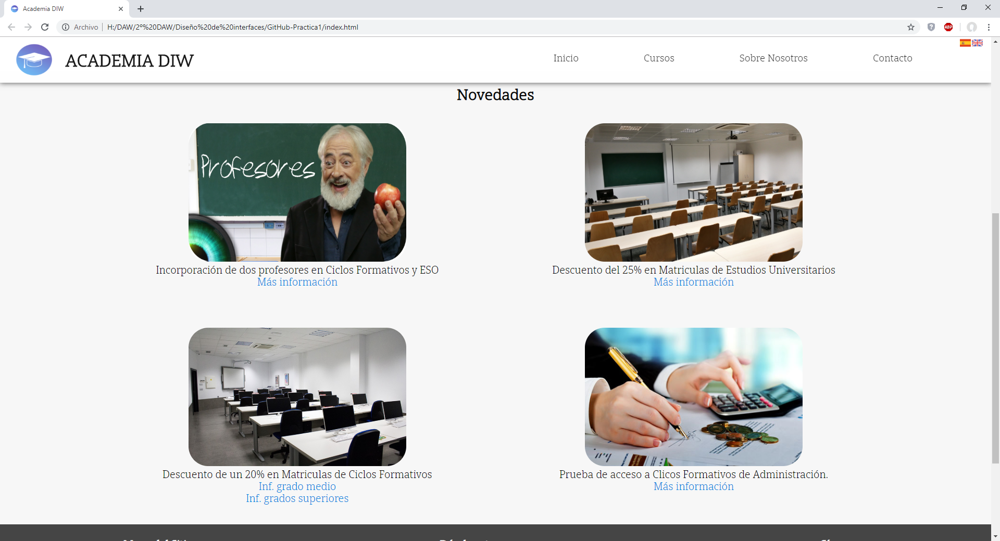 Academia DIW
Archivo
H:/DAW/2º%20DAW/Diseño%20de%20interfaces/GitHub-Practica1/index.html
ABP
ACADEMIA DIW
Inicio
Cursos
Sobre Nosotros
Contacto
Novedades
Profesores
Incorporación de dos profesores en Ciclos Formativos y ESO
Más información
Descuento del 25% en Matriculas de Estudios Universitarios
Más información
Descuento de un 20% en Matriculas de Ciclos Formativos
Inf. grado medio
Inf. grados superiores
Prueba de acceso a Clicos Formativos de Administración.
Más información